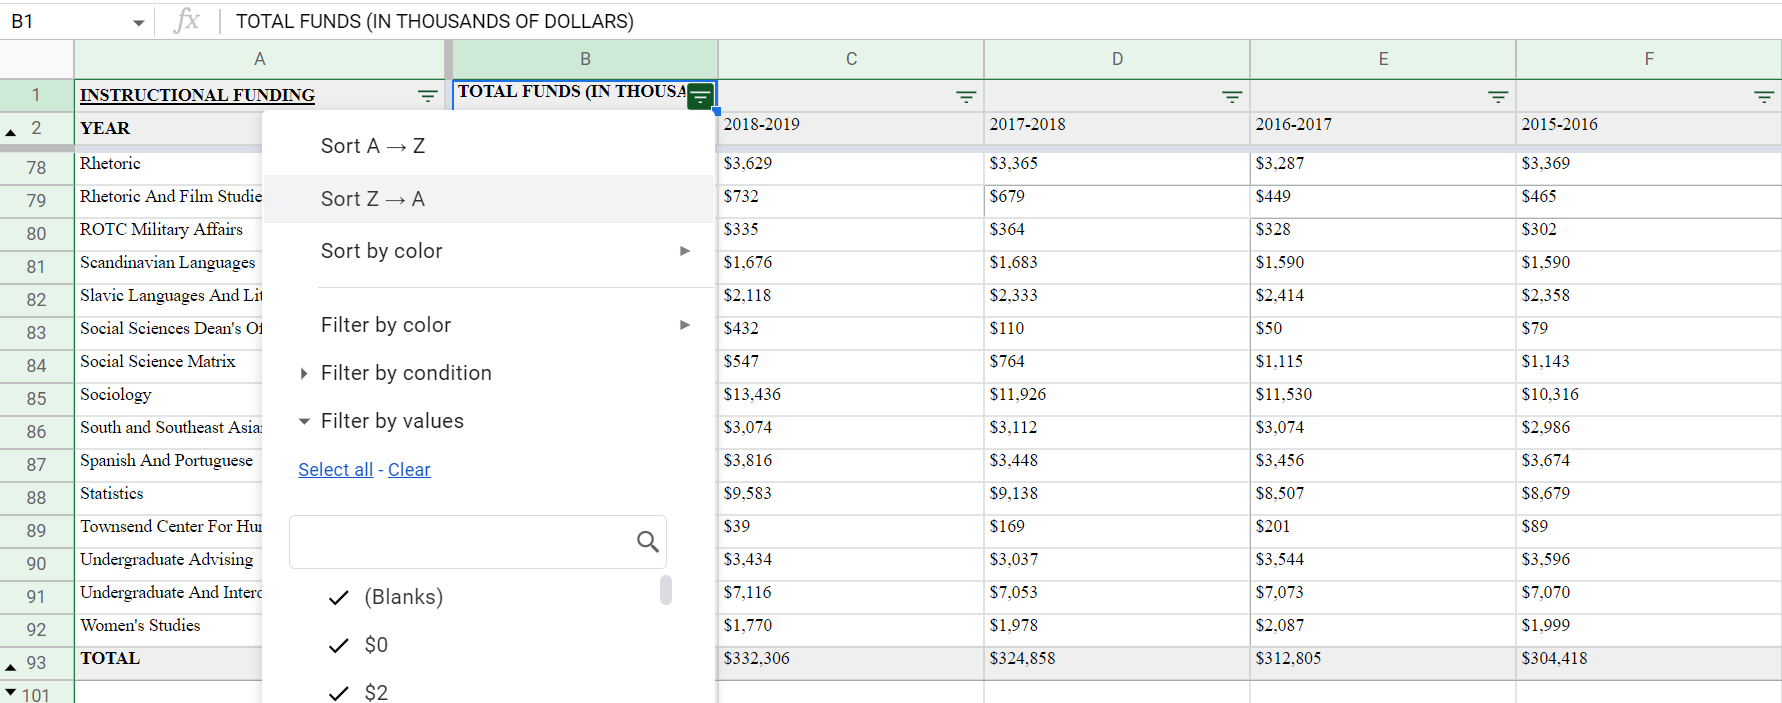 B1 fx TOTAL FUNDS (IN THOUSANDS OF DOLLARS)
A B C D E F
1 INSTRUCTIONAL FUNDING TOTAL FUNDS (IN THOUSA
2 YEAR 2018-2019 2017-2018 2016-2017 2015-2016
78 Rhetoric $3,629 $3,365 $3,287 $3,369
79 Rhetoric And Film Studie $732 $679 $449 $465
80 ROTC Military Affairs $335 $364 $328 $302
81 Scandinavian Languages $1,676 $1,683 $1,590 $1,590
82 Slavic Languages And Lit $2,118 $2,333 $2,414 $2,358
83 Social Sciences Dean's Of $432 $110 $50 $79
84 Social Science Matrix $547 $764 $1,115 $1,143
85 Sociology $13,436 $11,926 $11,530 $10,316
86 South and Southeast Asia $3,074 $3,112 $3,074 $2,986
87 Spanish And Portuguese $3,816 $3,448 $3,456 $3,674
88 Statistics $9,583 $9,138 $8,507 $8,679
89 Townsend Center For Hu $39 $169 $201 $89
90 Undergraduate Advising $3,434 $3,037 $3,544 $3,596
91 Undergraduate And Inter $7,116 $7,053 $7,073 $7,070
92 Women's Studies $1,770 $1,978 $2,087 $1,999
93 TOTAL $332,306 $324,858 $312,805 $304,418
101
Sort A → Z
Sort Z → A
Sort by color
Filter by color
Filter by condition
Filter by values
Select all - Clear
(Blanks)
$0
$2